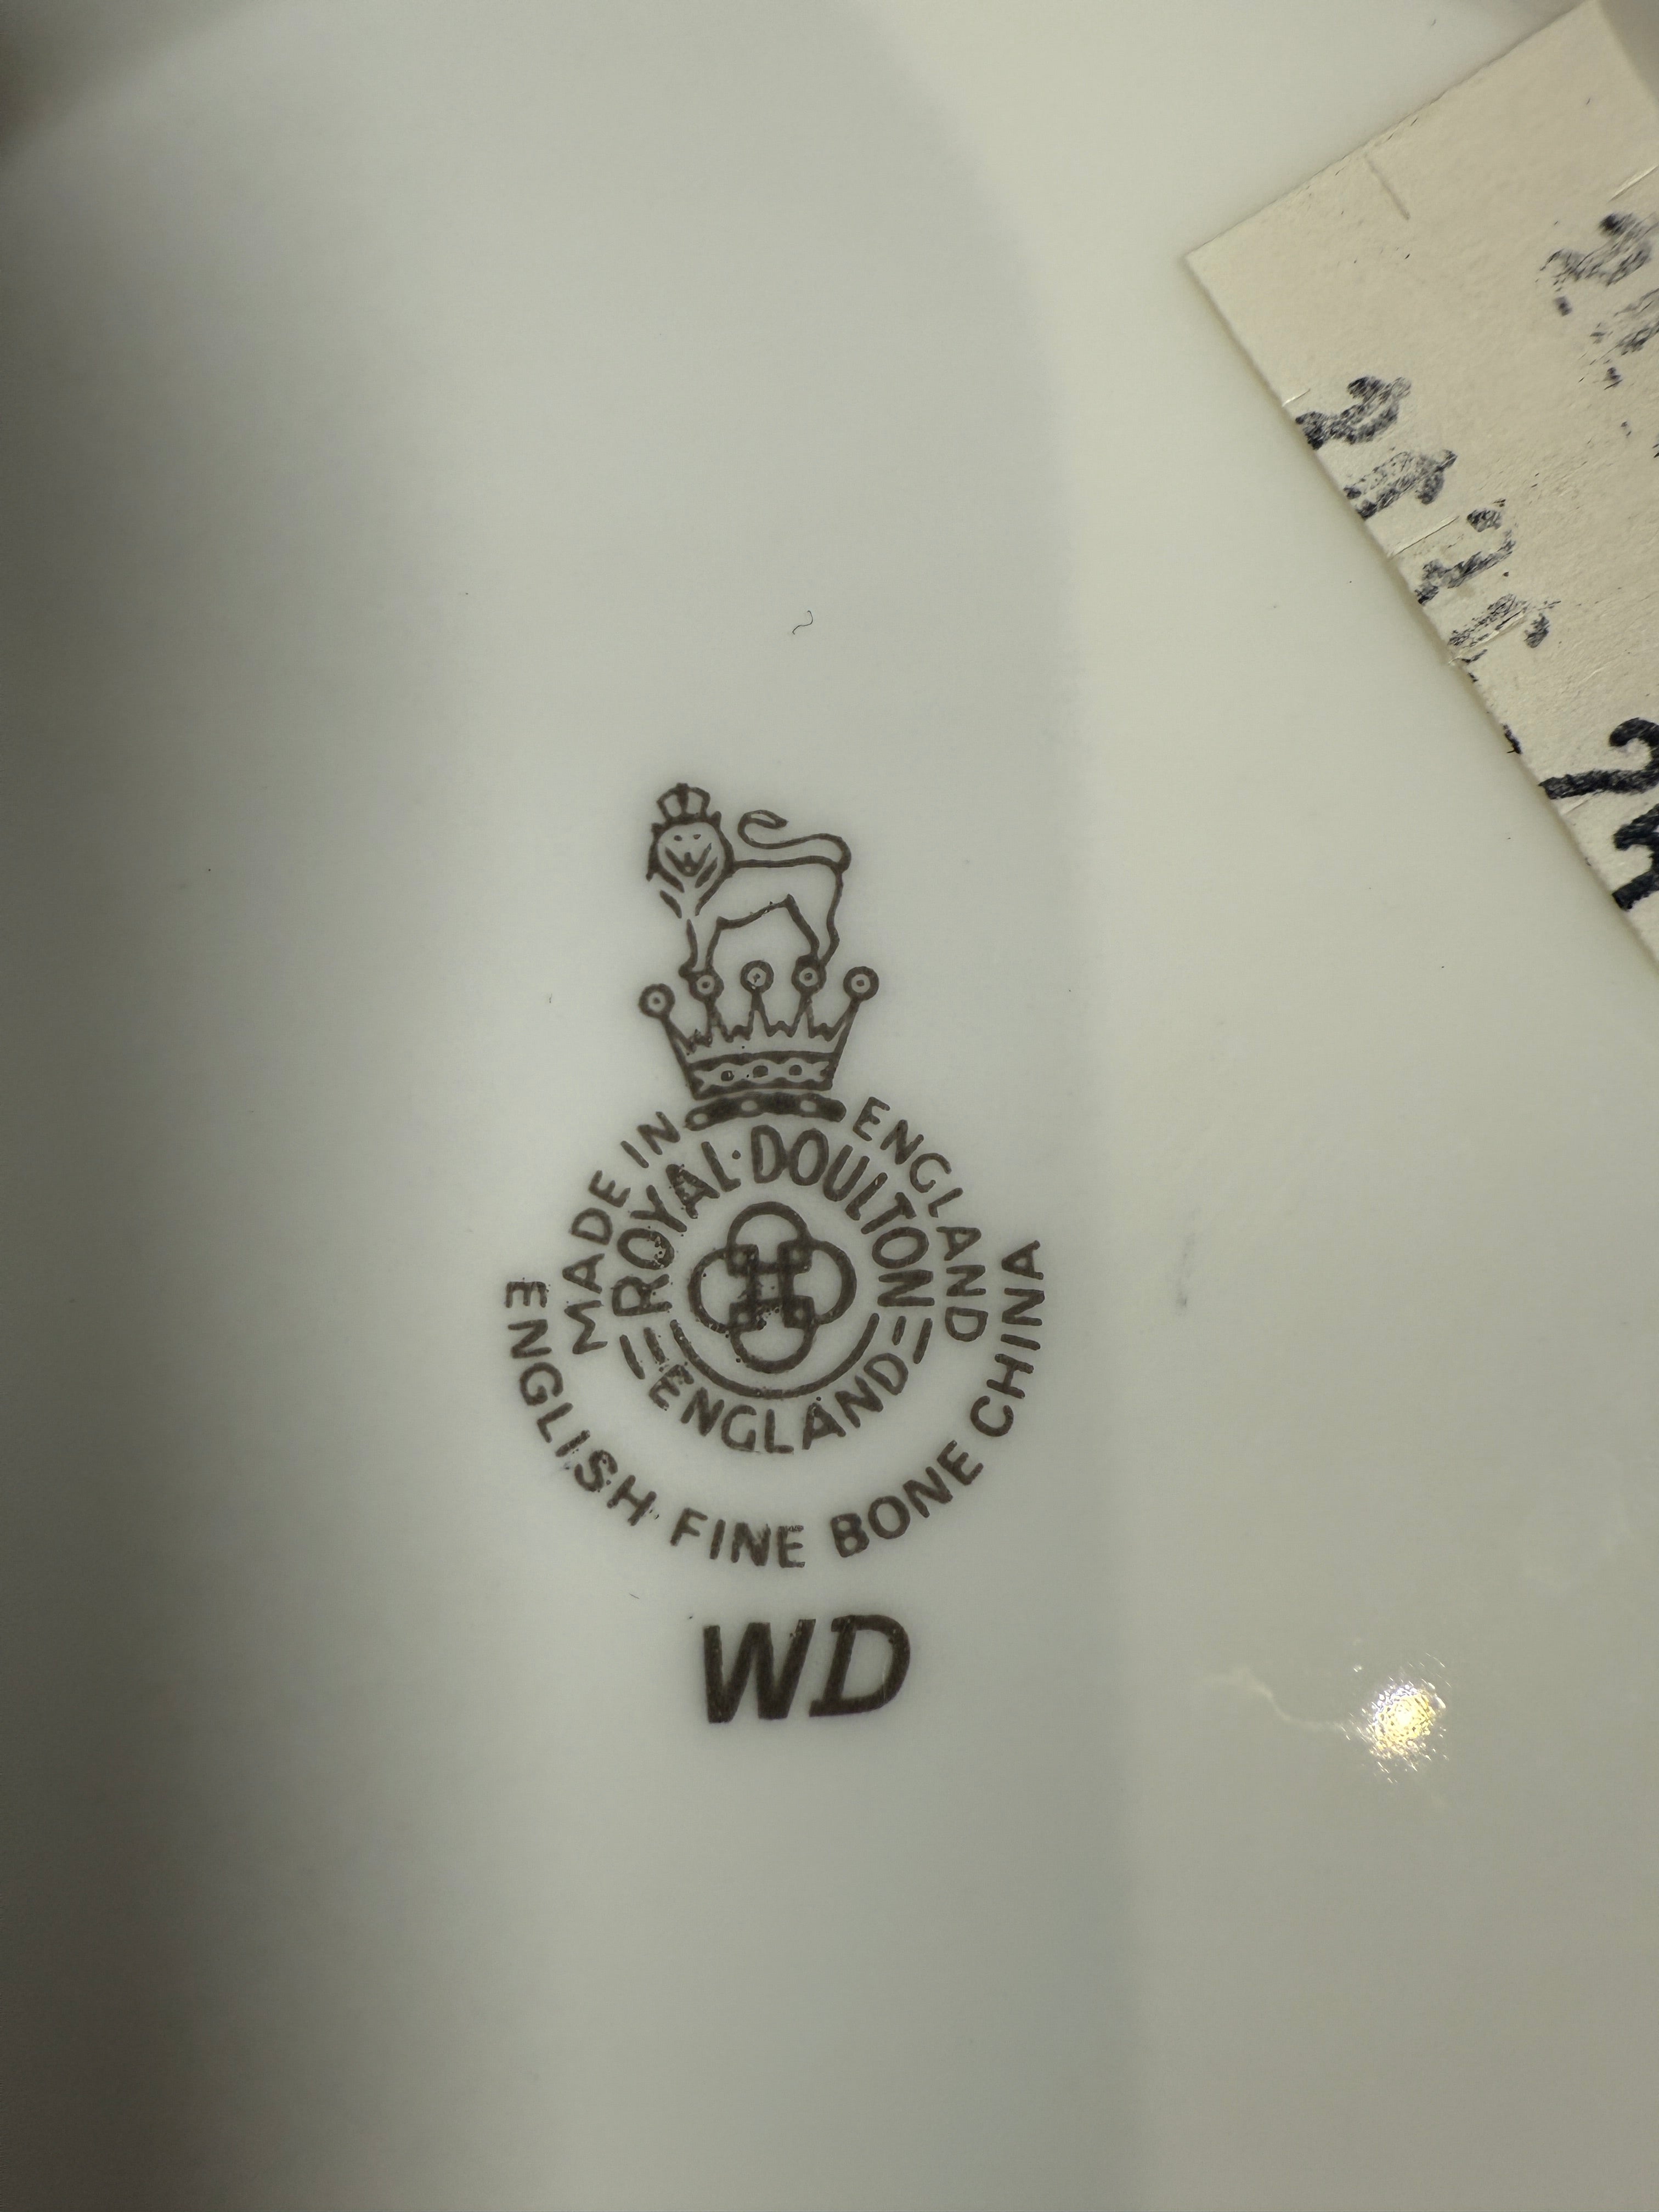 MADE IN ENGLAND
ROYAL·DOULTON
ENGLAND
ENGLISH FINE BONE CHINA
WD